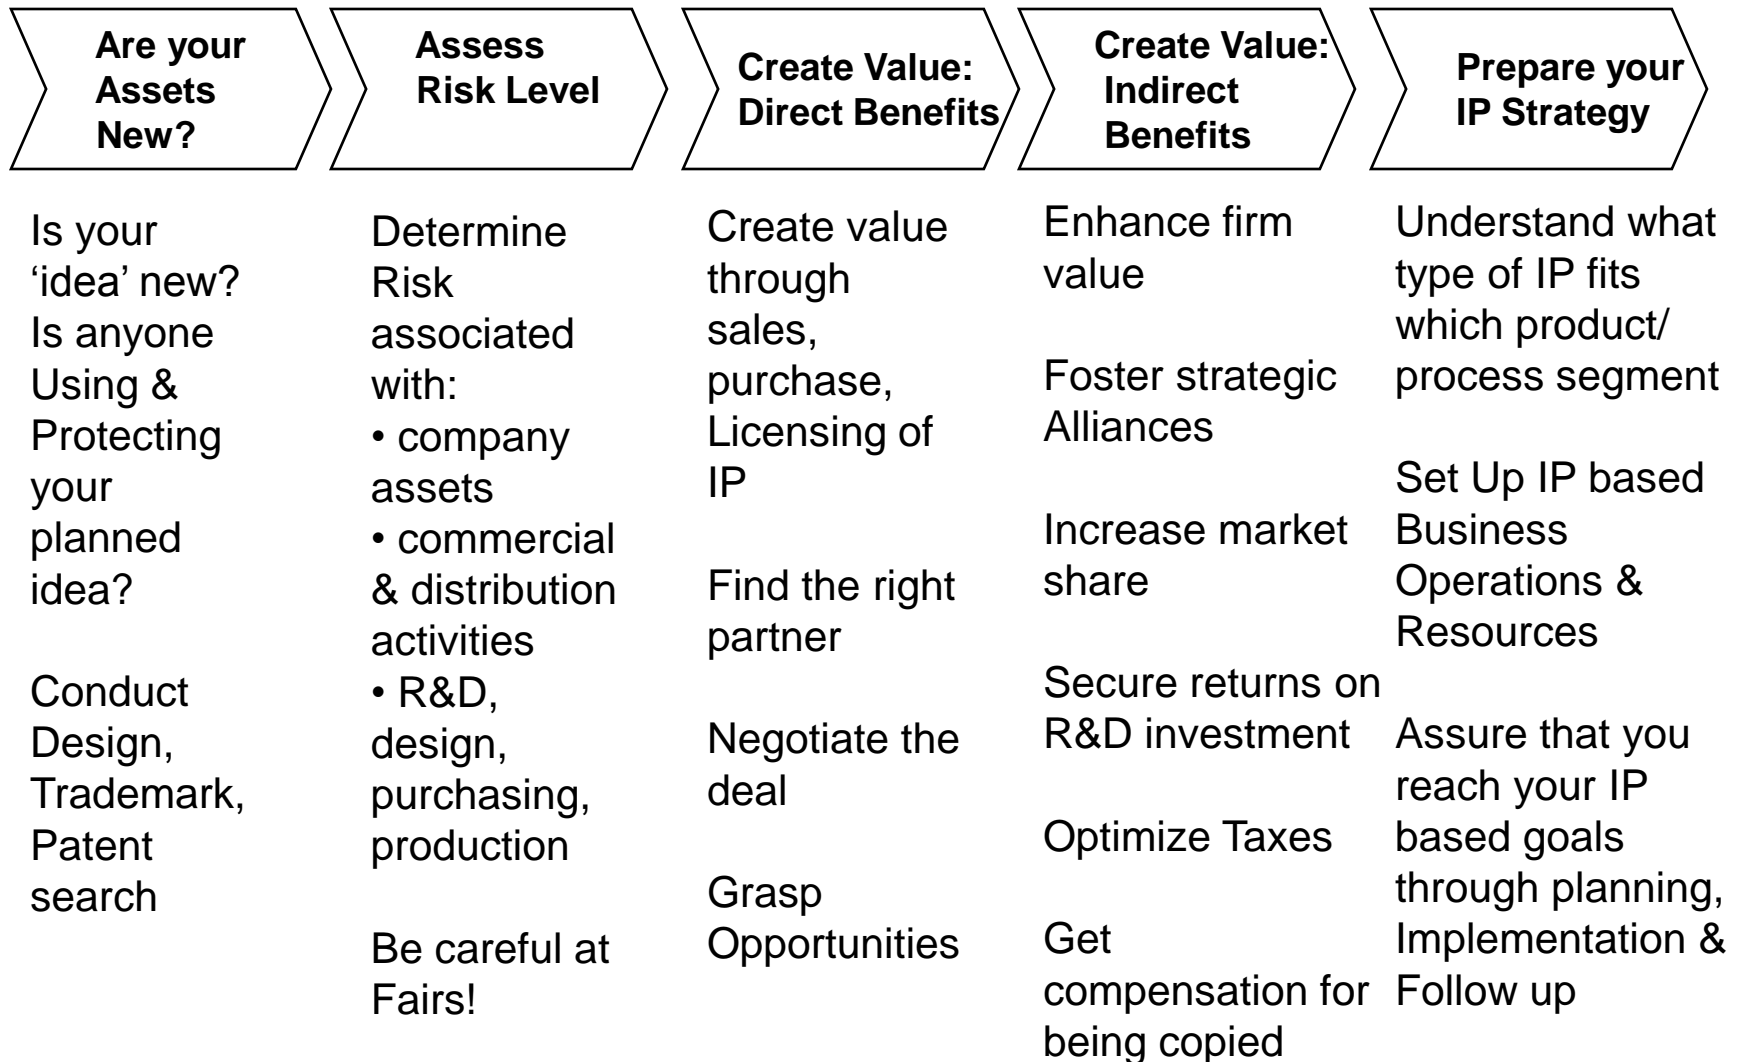 Are your
Assets
New?
Assess
Risk Level
Create Value:
Direct Benefits
Create Value:
Indirect
Benefits
Prepare your
IP Strategy
Is your
‘idea’ new?
Is anyone
Using &
Protecting
your
planned
idea?
Conduct
Design,
Trademark,
Patent
search
Determine
Risk
associated
with:
• company
assets
• commercial
& distribution
activities
• R&D,
design,
purchasing,
production
Be careful at
Fairs!
Create value
through
sales,
purchase,
Licensing of
IP
Find the right
partner
Negotiate the
deal
Grasp
Opportunities
Enhance firm
value
Foster strategic
Alliances
Increase market
share
Secure returns on
R&D investment
Optimize Taxes
Get
compensation for
being copied
Understand what
type of IP fits
which product/
process segment
Set Up IP based
Business
Operations &
Resources
Assure that you
reach your IP
based goals
through planning,
Implementation &
Follow up